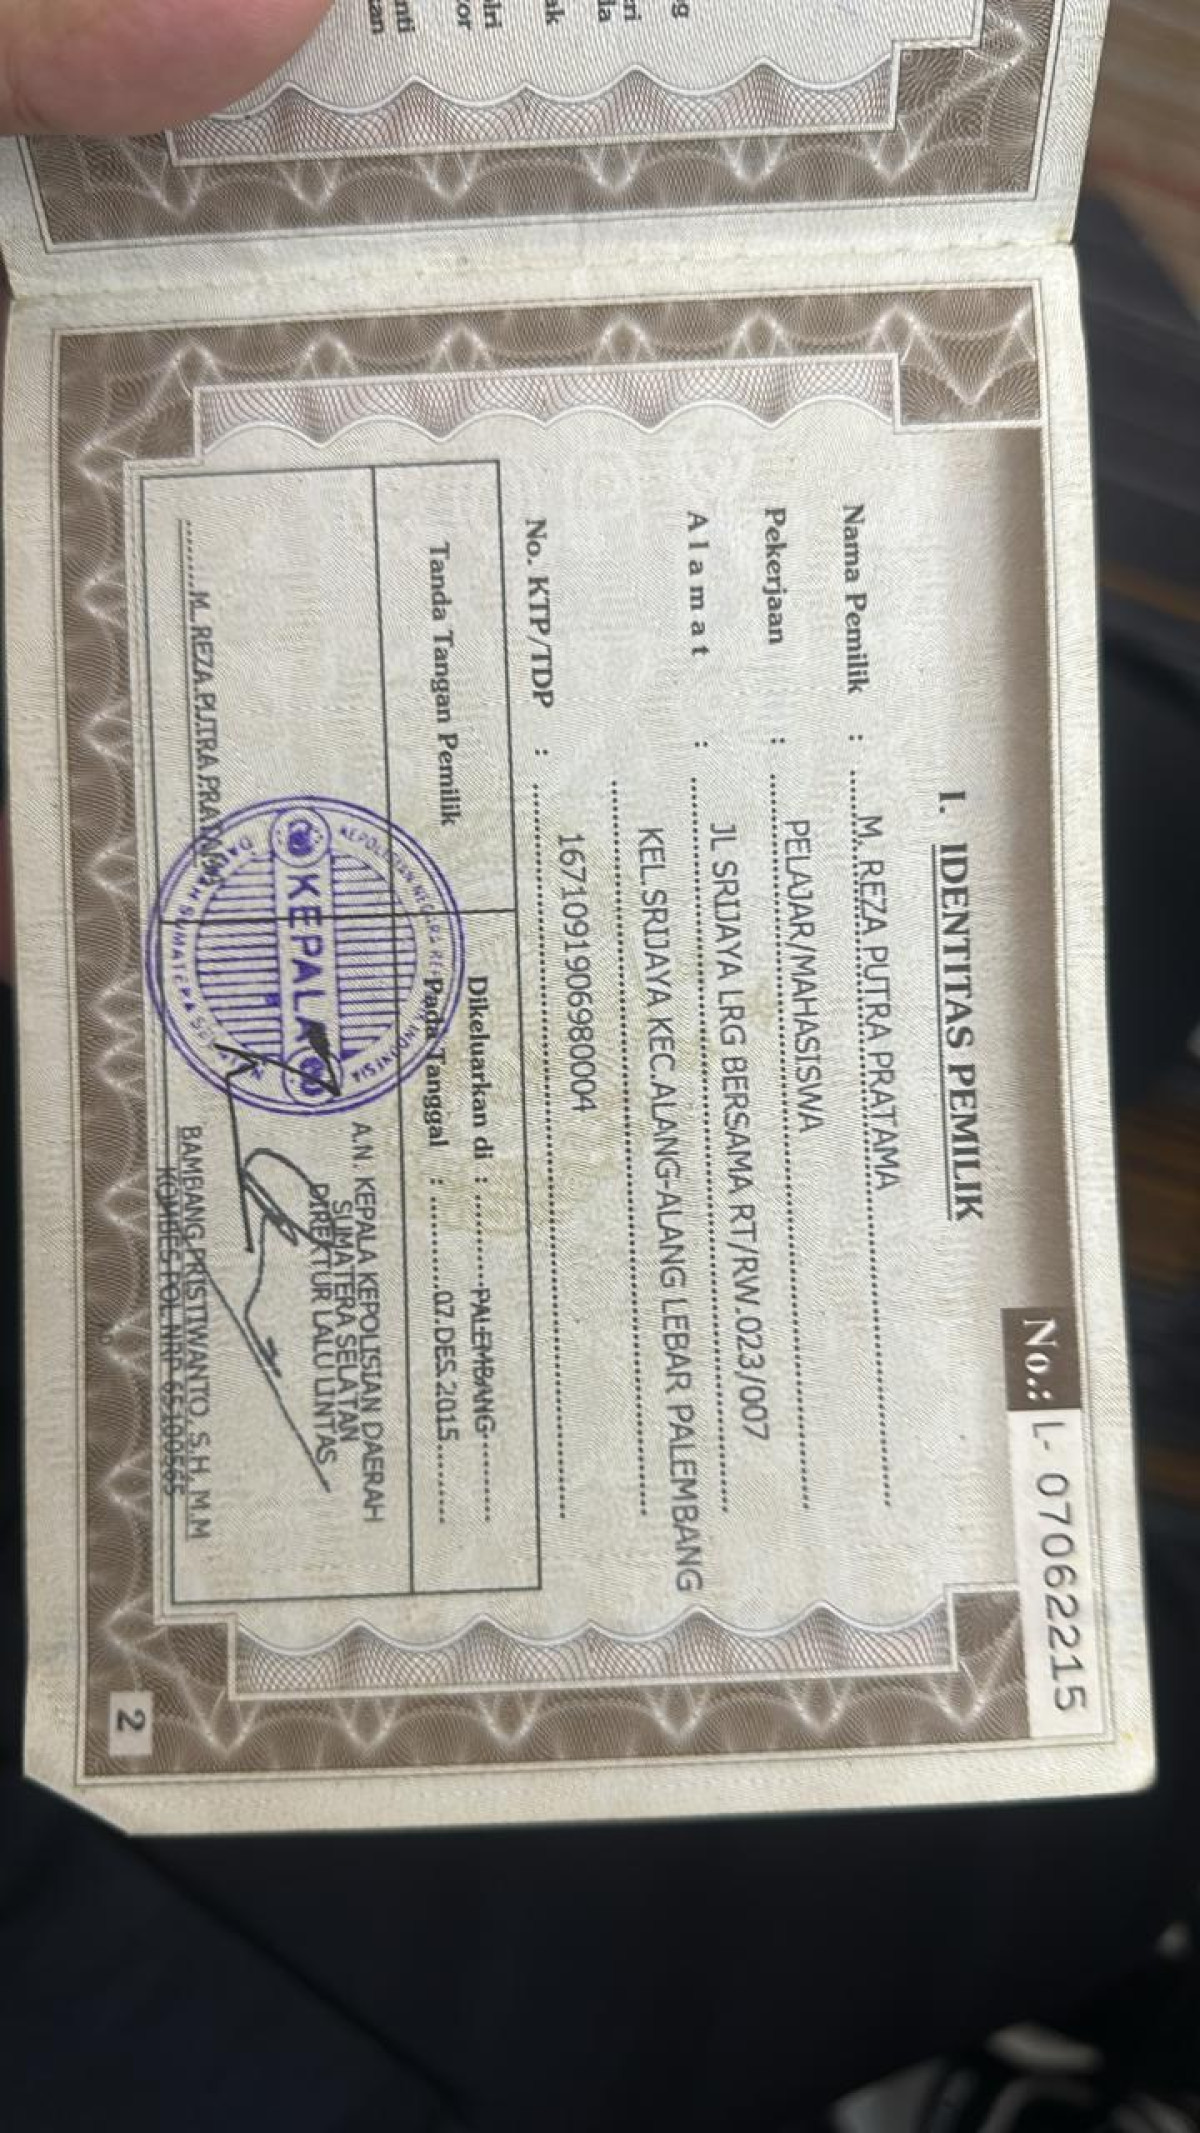 No.: L- 07062215
I. IDENTITAS PEMILIK
Nama Pemilik : M. REZA PUTRA PRATAMA
Pekerjaan : PELAJAR/MAHASISWA
Alamat : JL SRIJAYA LRG BERSAMA RT/RW.023/007
KEL.SRIJAYA KEC.ALANG-ALANG LEBAR PALEMBANG
No. KTP/TDP : 1671091906980004
Tanda Tangan Pemilik
Dikeluarkan di : PALEMBANG
Pada Tanggal : 07.DES.2015
A.N. KEPALA KEPOLISIAN DAERAH
SUMATERA SELATAN
DIREKTUR LALU LINTAS
KEPALA
M. REZA PUTRA PRATAMA
BAMBANG PRISTIWANTO, S.H, M.M
KOMBES POL NRP 65100565
2